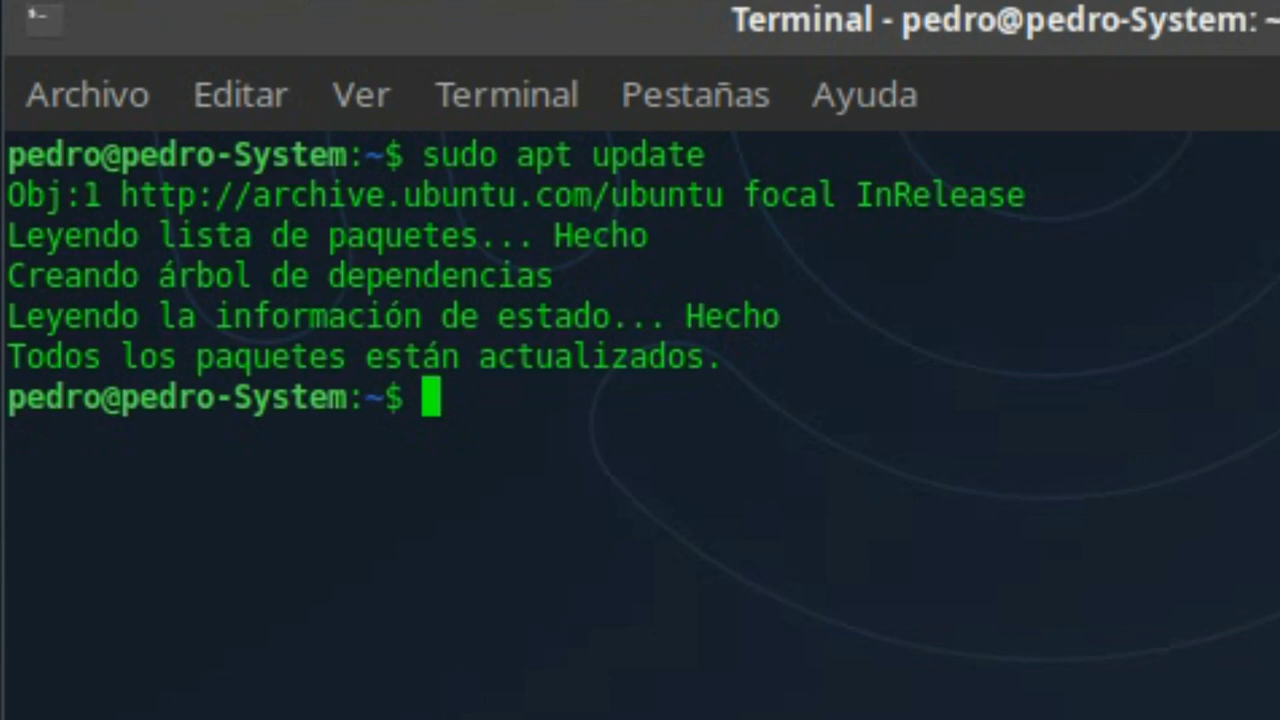 Terminal - pedro@pedro-System: ~
Archivo Editar Ver Terminal Pestañas Ayuda
pedro@pedro-System:~$ sudo apt update
Obj:1 http://archive.ubuntu.com/ubuntu focal InRelease
Leyendo lista de paquetes... Hecho
Creando árbol de dependencias
Leyendo la información de estado... Hecho
Todos los paquetes están actualizados.
pedro@pedro-System:~$